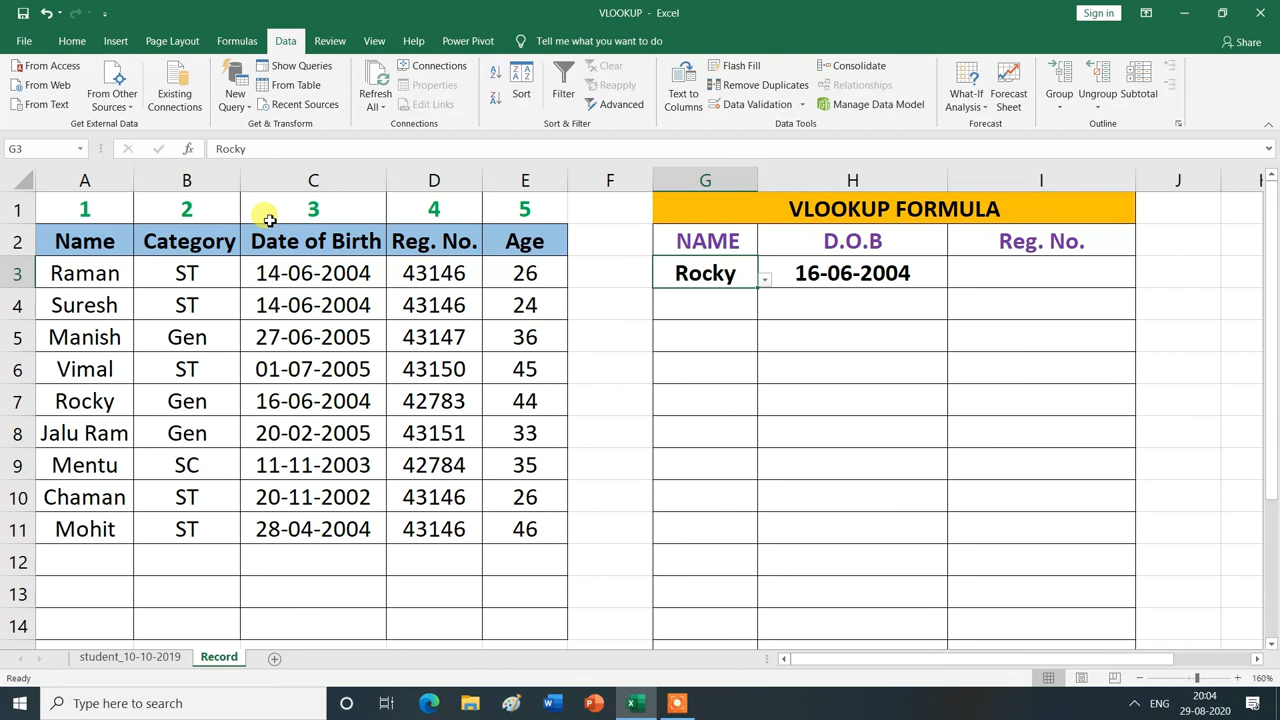 VLOOKUP - Excel
Sign in
File Home Insert Page Layout Formulas Data Review View Help Power Pivot Tell me what you want to do Share
From Access
From Web
From Text
From Other Sources
Existing Connections
Get External Data
New Query
Show Queries
From Table
Recent Sources
Get & Transform
Refresh All
Connections
Properties
Edit Links
Connections
Sort
Filter
Clear
Reapply
Advanced
Sort & Filter
Text to Columns
Flash Fill
Remove Duplicates
Data Validation
Consolidate
Relationships
Manage Data Model
Data Tools
What-If Analysis
Forecast Sheet
Forecast
Group
Ungroup
Subtotal
Outline
G3 fx Rocky
A B C D E F G H I J
1 1 2 3 4 5 VLOOKUP FORMULA
2 Name Category Date of Birth Reg. No. Age NAME D.O.B Reg. No.
3 Raman ST 14-06-2004 43146 26 Rocky 16-06-2004
4 Suresh ST 14-06-2004 43146 24
5 Manish Gen 27-06-2005 43147 36
6 Vimal ST 01-07-2005 43150 45
7 Rocky Gen 16-06-2004 42783 44
8 Jalu Ram Gen 20-02-2005 43151 33
9 Mentu SC 11-11-2003 42784 35
10 Chaman ST 20-11-2002 43146 26
11 Mohit ST 28-04-2004 43146 46
12
13
14
student_10-10-2019 Record
Ready 160%
Type here to search
ENG
20:04
29-08-2020